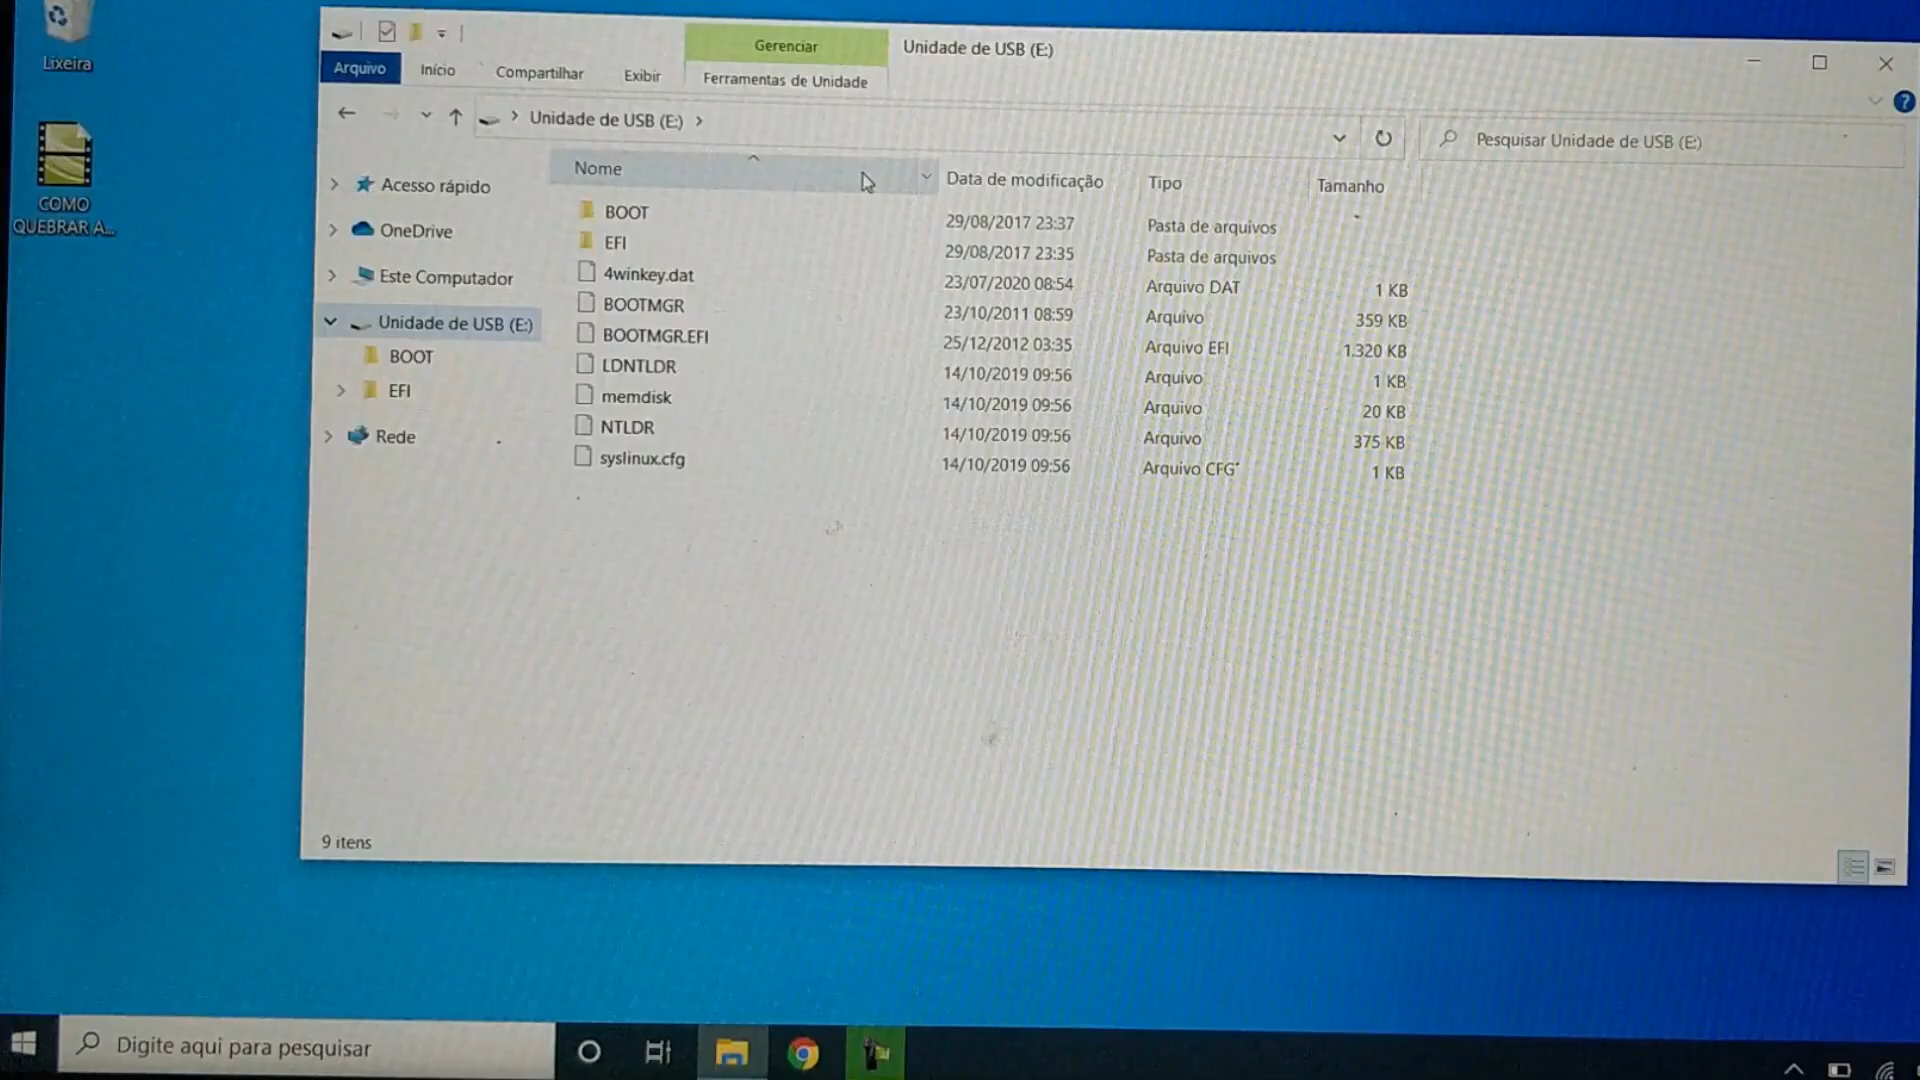 Lixeira
COMO
QUEBRAR A...
Gerenciar
Unidade de USB (E:)
Arquivo
Início
Compartilhar
Exibir
Ferramentas de Unidade
Unidade de USB (E:)
Pesquisar Unidade de USB (E:)
Acesso rápido
OneDrive
Este Computador
Unidade de USB (E:)
BOOT
EFI
Rede
Nome Data de modificação Tipo Tamanho
BOOT 29/08/2017 23:37 Pasta de arquivos
EFI 29/08/2017 23:35 Pasta de arquivos
4winkey.dat 23/07/2020 08:54 Arquivo DAT 1 KB
BOOTMGR 23/10/2011 08:59 Arquivo 359 KB
BOOTMGR.EFI 25/12/2012 03:35 Arquivo EFI 1.320 KB
LDNTLDR 14/10/2019 09:56 Arquivo 1 KB
memdisk 14/10/2019 09:56 Arquivo 20 KB
NTLDR 14/10/2019 09:56 Arquivo 375 KB
syslinux.cfg 14/10/2019 09:56 Arquivo CFG 1 KB
9 itens
Digite aqui para pesquisar